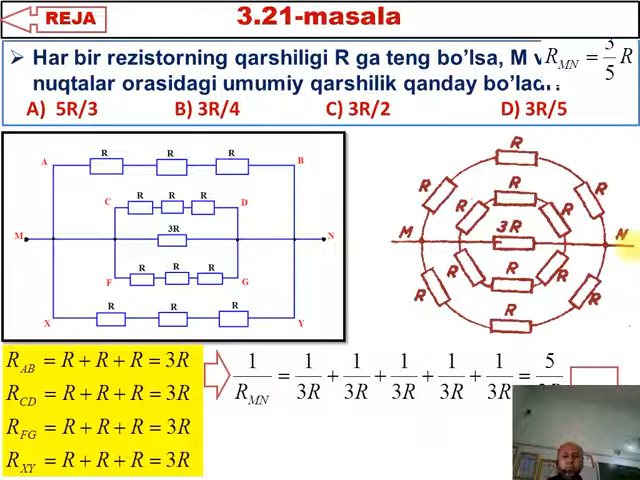 REJA
3.21-masala
➢ Har bir rezistorning qarshiligi R ga teng bo'lsa, M v
nuqtalar orasidagi umumiy qarshilik qanday bo'ladi?
R_MN = 3/5 R
A) 5R/3 B) 3R/4 C) 3R/2 D) 3R/5
R R R
A B
R R R
C D
M 3R N
R R R
F G
R R R
X Y
R
R R
R
R R
M 3R N
R R
R
R R
R
R_AB = R + R + R = 3R
R_CD = R + R + R = 3R
R_FG = R + R + R = 3R
R_XY = R + R + R = 3R
1/R_MN = 1/3R + 1/3R + 1/3R + 1/3R + 1/3R = 5/3R